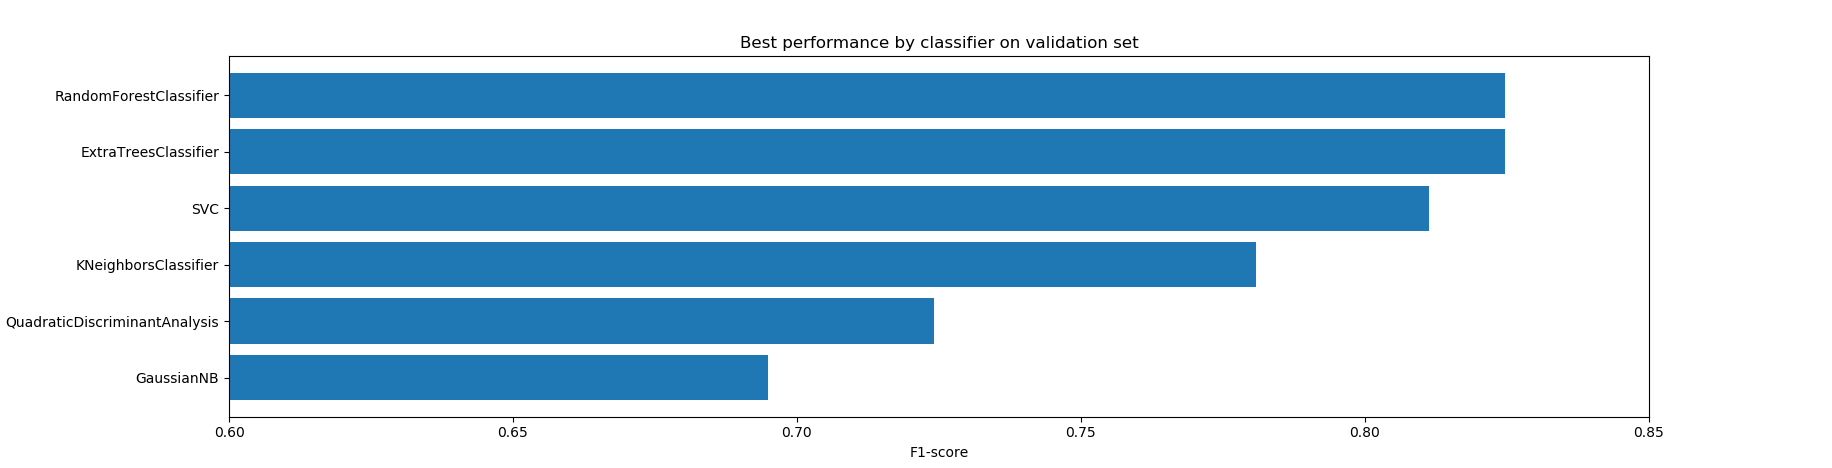 Best performance by classifier on validation set
RandomForestClassifier
ExtraTreesClassifier
SVC
KNeighborsClassifier
QuadraticDiscriminantAnalysis
GaussianNB
0.60 0.65 0.70 0.75 0.80 0.85
F1-score